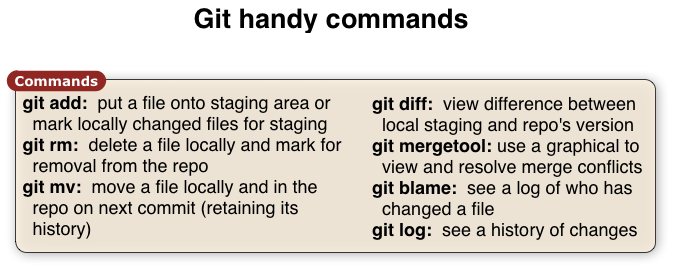 Git handy commands
Commands
git add: put a file onto staging area or
mark locally changed files for staging
git rm: delete a file locally and mark for
removal from the repo
git mv: move a file locally and in the
repo on next commit (retaining its
history)
git diff: view difference between
local staging and repo's version
git mergetool: use a graphical to
view and resolve merge conflicts
git blame: see a log of who has
changed a file
git log: see a history of changes